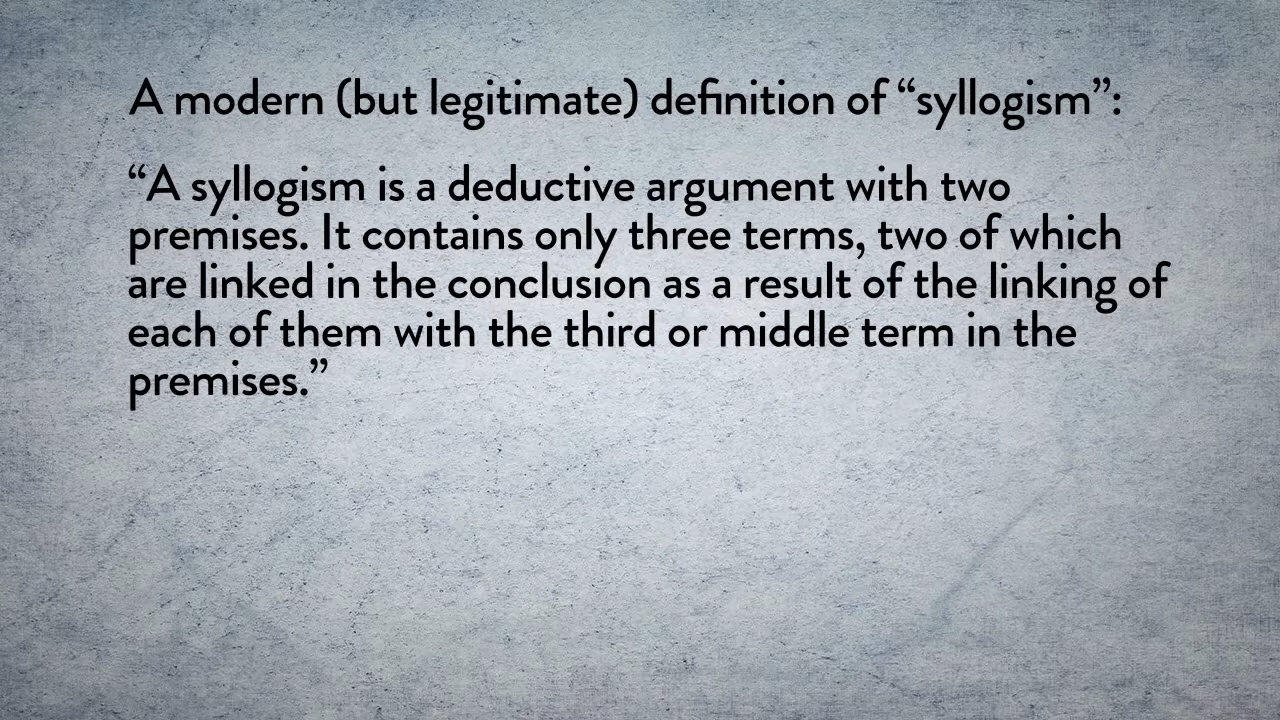 A modern (but legitimate) definition of “syllogism”:
“A syllogism is a deductive argument with two
premises. It contains only three terms, two of which
are linked in the conclusion as a result of the linking of
each of them with the third or middle term in the
premises.”